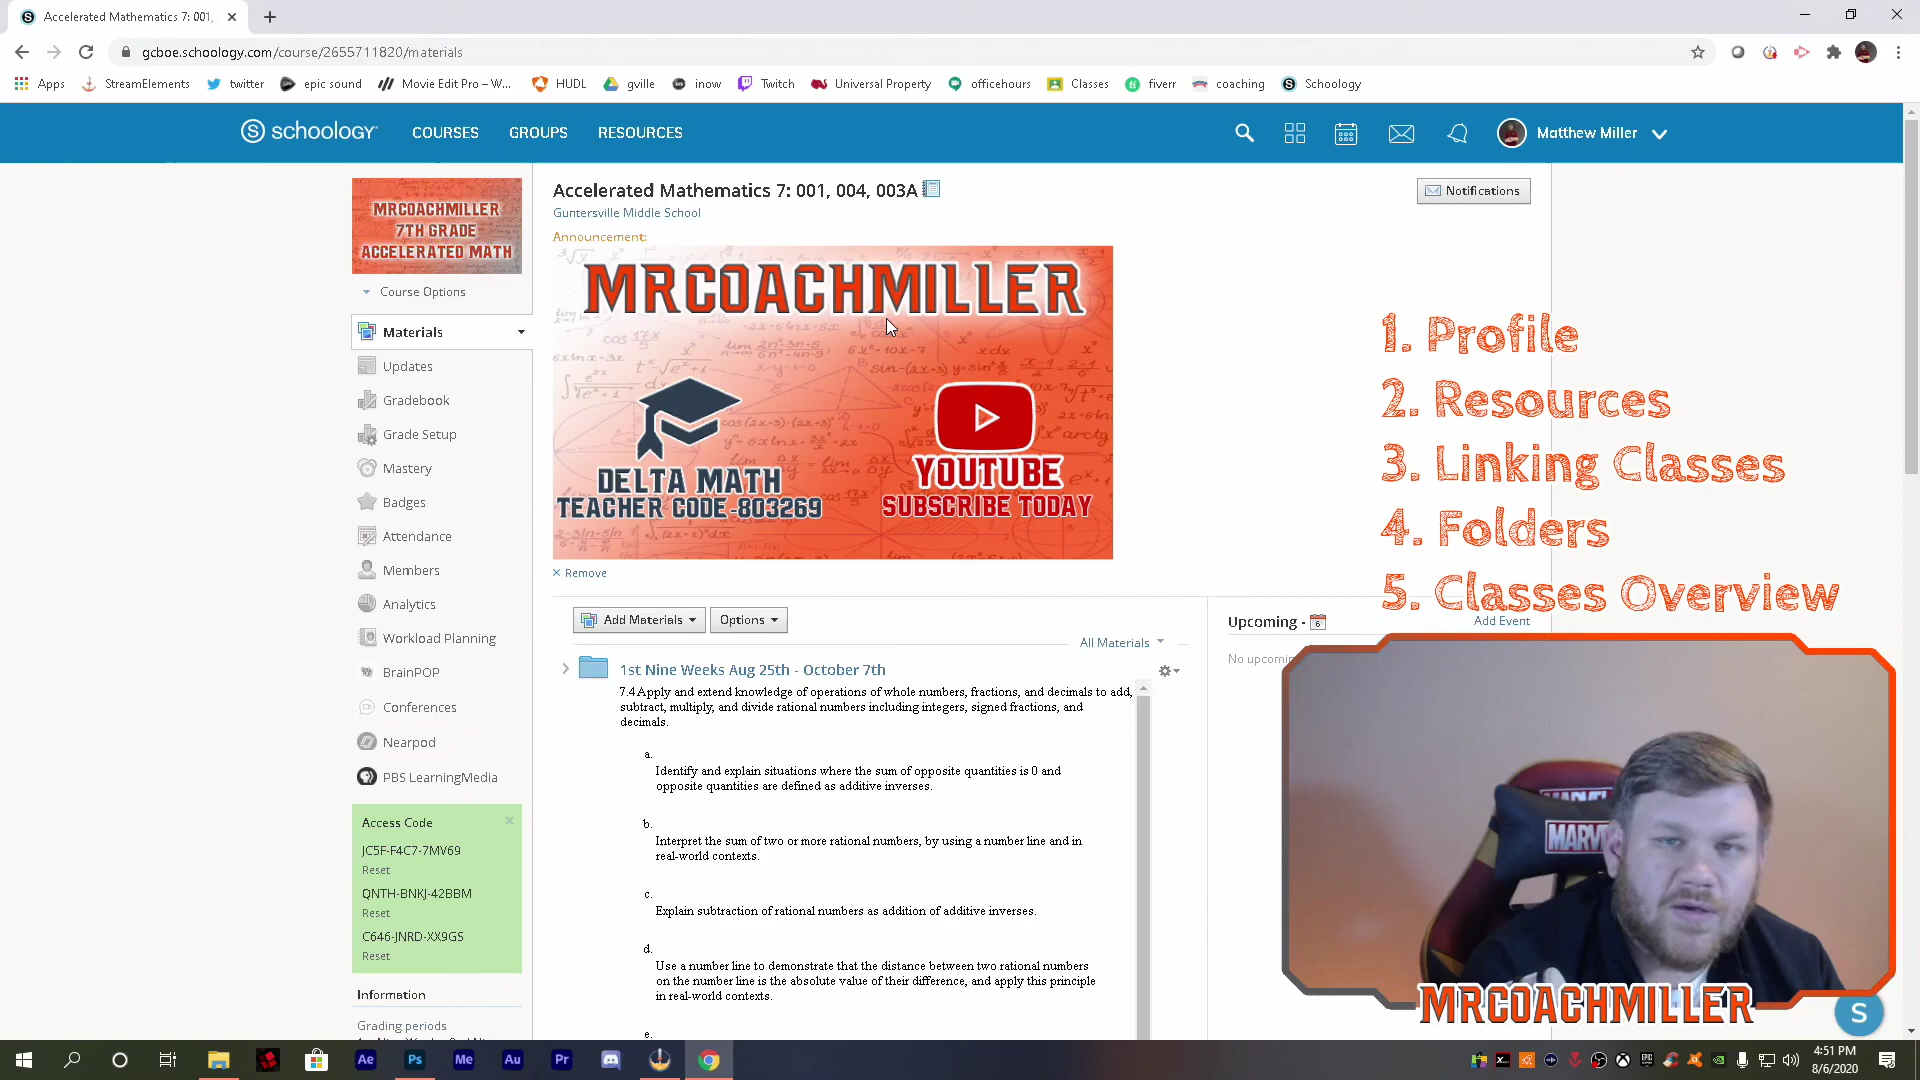 Accelerated Mathematics 7: 001,
gcboe.schoology.com/course/2655711820/materials
Apps StreamElements twitter epic sound Movie Edit Pro – W... HUDL gville inow Twitch Universal Property officehours Classes fiverr coaching Schoology
schoology COURSES GROUPS RESOURCES Matthew Miller
MRCOACHMILLER
7TH GRADE
ACCELERATED MATH
Course Options
Materials
Updates
Gradebook
Grade Setup
Mastery
Badges
Attendance
Members
Analytics
Workload Planning
BrainPOP
Conferences
Nearpod
PBS LearningMedia
Access Code
JC5F-F4C7-7MV69
Reset
QNTH-BNKJ-42BBM
Reset
C646-JNRD-XX9GS
Reset
Information
Grading periods
Accelerated Mathematics 7: 001, 004, 003A
Guntersville Middle School
Notifications
Announcement:
MRCOACHMILLER
DELTA MATH
TEACHER CODE -803269
YOUTUBE
SUBSCRIBE TODAY
Remove
Add Materials Options
All Materials
1st Nine Weeks Aug 25th - October 7th
7.4Apply and extend knowledge of operations of whole numbers, fractions, and decimals to add,
subtract, multiply, and divide rational numbers including integers, signed fractions, and
decimals.
a.
Identify and explain situations where the sum of opposite quantities is 0 and
opposite quantities are defined as additive inverses.
b.
Interpret the sum of two or more rational numbers, by using a number line and in
real-world contexts.
c.
Explain subtraction of rational numbers as addition of additive inverses.
d.
Use a number line to demonstrate that the distance between two rational numbers
on the number line is the absolute value of their difference, and apply this principle
in real-world contexts.
e.
1. Profile
2. Resources
3. Linking Classes
4. Folders
5. Classes Overview
Upcoming - 6 Add Event
No upcomin
MARVEL
MARV
MRCOACHMILLER
S
Ae Ps Me Au Pr
4:51 PM
8/6/2020